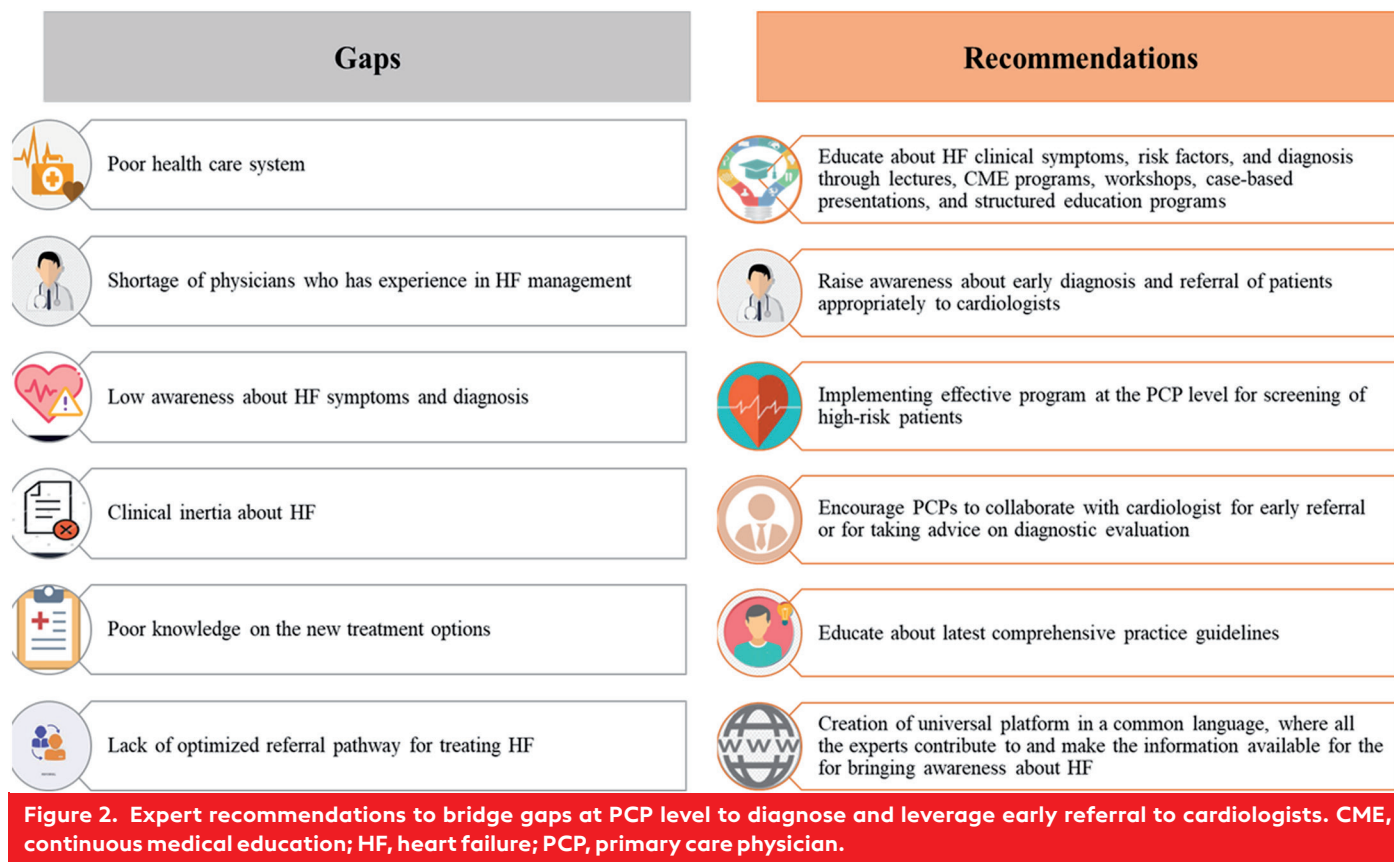 Gaps
Poor health care system
Shortage of physicians who has experience in HF management
Low awareness about HF symptoms and diagnosis
Clinical inertia about HF
Poor knowledge on the new treatment options
Lack of optimized referral pathway for treating HF
Recommendations
Educate about HF clinical symptoms, risk factors, and diagnosis
through lectures, CME programs, workshops, case-based
presentations, and structured education programs
Raise awareness about early diagnosis and referral of patients
appropriately to cardiologists
Implementing effective program at the PCP level for screening of
high-risk patients
Encourage PCPs to collaborate with cardiologist for early referral
or for taking advice on diagnostic evaluation
Educate about latest comprehensive practice guidelines
WWW
Creation of universal platform in a common language, where all
the experts contribute to and make the information available for the
for bringing awareness about HF
Figure 2. Expert recommendations to bridge gaps at PCP level to diagnose and leverage early referral to cardiologists. CME,
continuous medical education; HF, heart failure; PCP, primary care physician.